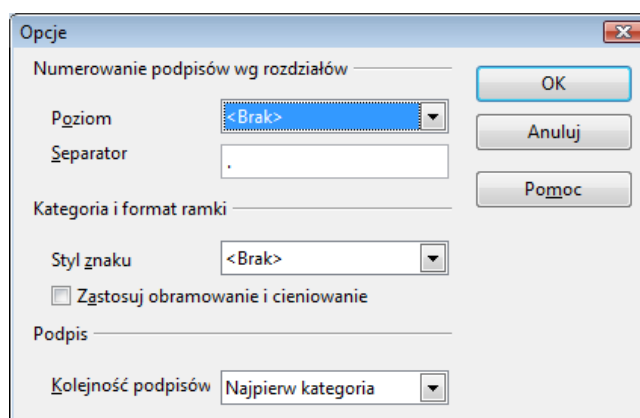 Opcje
Numerowanie podpisów wg rozdziałów
OK
Poziom
<Brak>
Anuluj
Separator
.
Pomoc
Kategoria i format ramki
Styl znaku
<Brak>
Zastosuj obramowanie i cieniowanie
Podpis
Kolejność podpisów
Najpierw kategoria